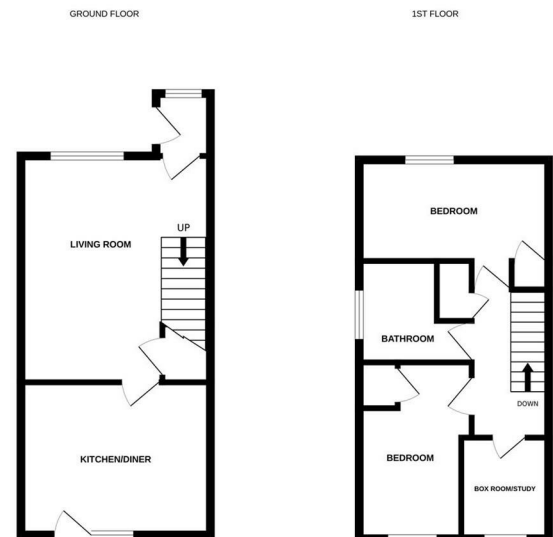 GROUND FLOOR
1ST FLOOR
UP
LIVING ROOM
KITCHEN/DINER
BEDROOM
BATHROOM
DOWN
BEDROOM
BOX ROOM/STUDY